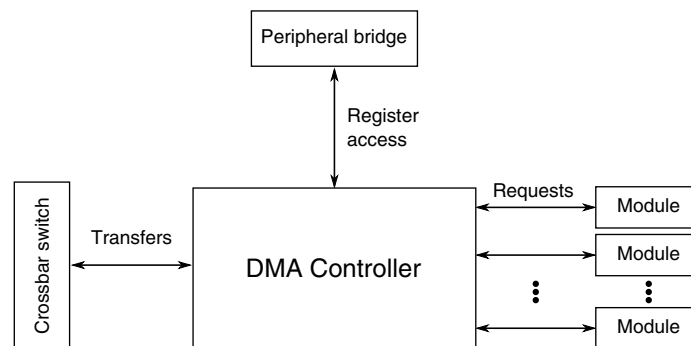 Peripheral bridge
Register
access
Requests
Module
Crossbar switch
Transfers
DMA Controller
Module
Module